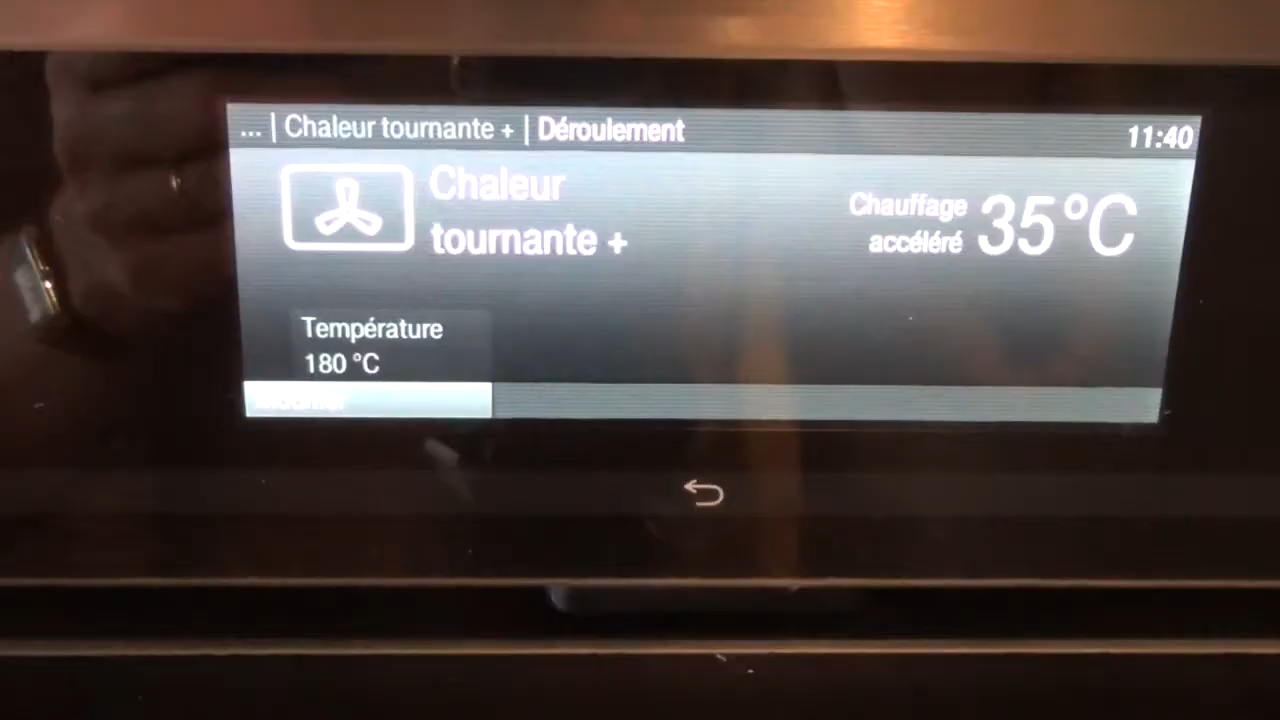 ... | Chaleur tournante + | Déroulement
11:40
Chaleur
tournante +
Chauffage
accéléré
35°C
Température
180 °C